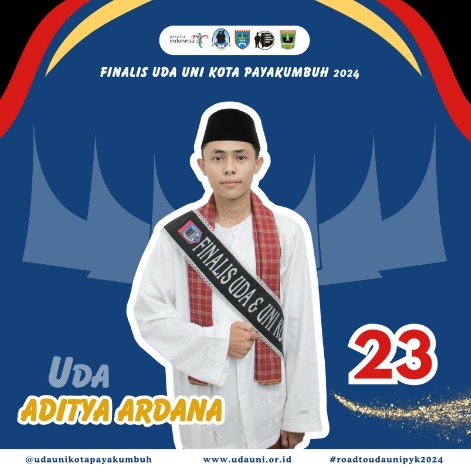 FINALIS UDA UNI KOTA PAYAKUMBUH 2024
FINALIS UDA & UNI
23
UDA
ADITYA ARDANA
@udaunikotapayakumbuh
www.udauni.or.id
#roadtoudaunipyk2024